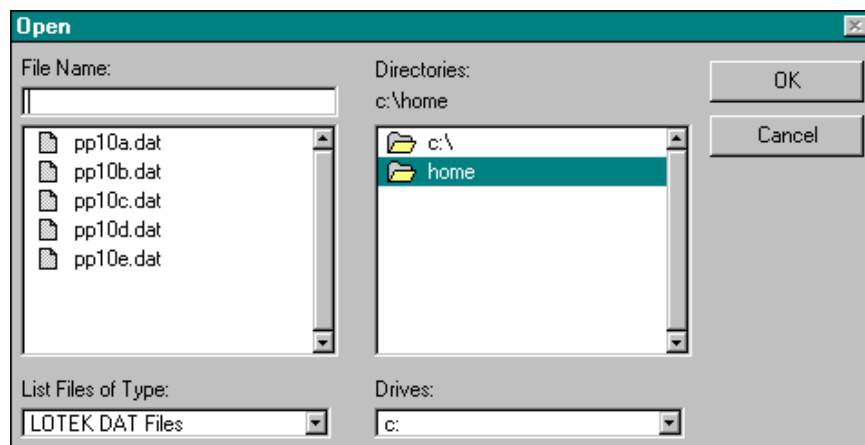 Open
File Name:
pp10a.dat
pp10b.dat
pp10c.dat
pp10d.dat
pp10e.dat
List Files of Type:
LOTEK DAT Files
Directories:
c:\home
c:\
home
Drives:
c:
OK
Cancel